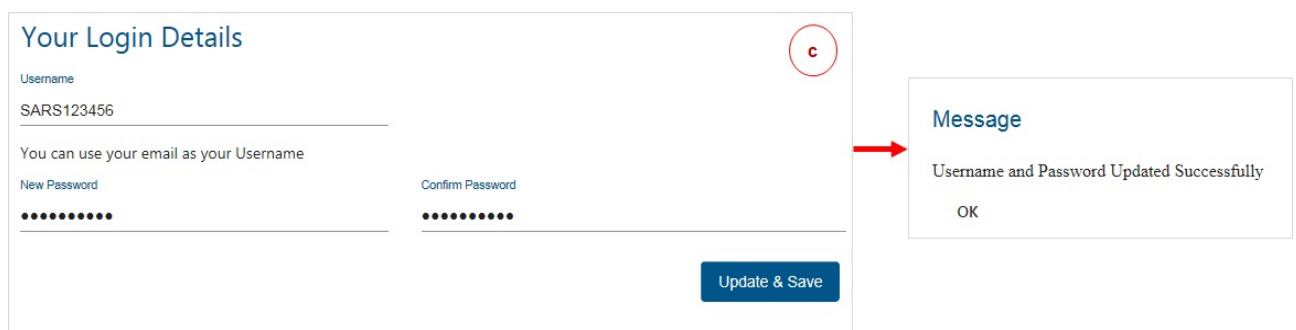 Your Login Details
c
Username
SARS123456
You can use your email as your Username
New Password
Confirm Password
••••••••••
••••••••••
Update & Save
Message
Username and Password Updated Successfully
OK